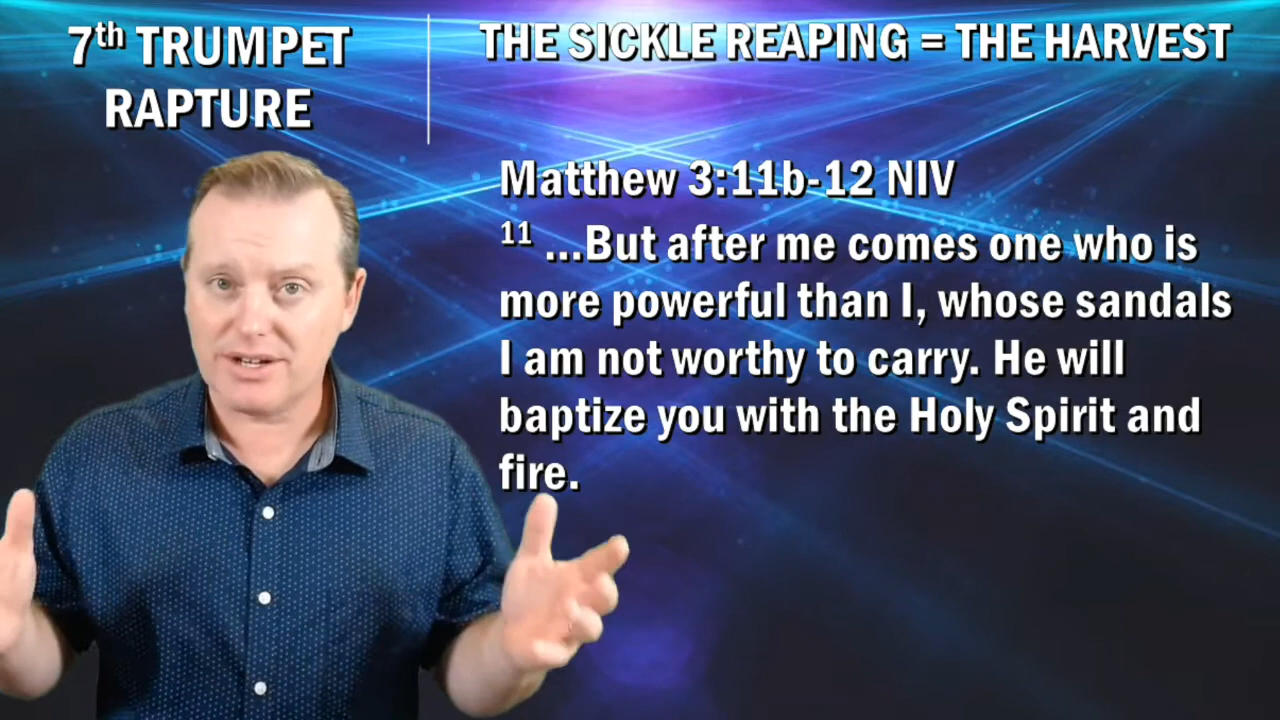 7th TRUMPET
RAPTURE
THE SICKLE REAPING = THE HARVEST
Matthew 3:11b-12 NIV
11 ...But after me comes one who is
more powerful than I, whose sandals
I am not worthy to carry. He will
baptize you with the Holy Spirit and
fire.